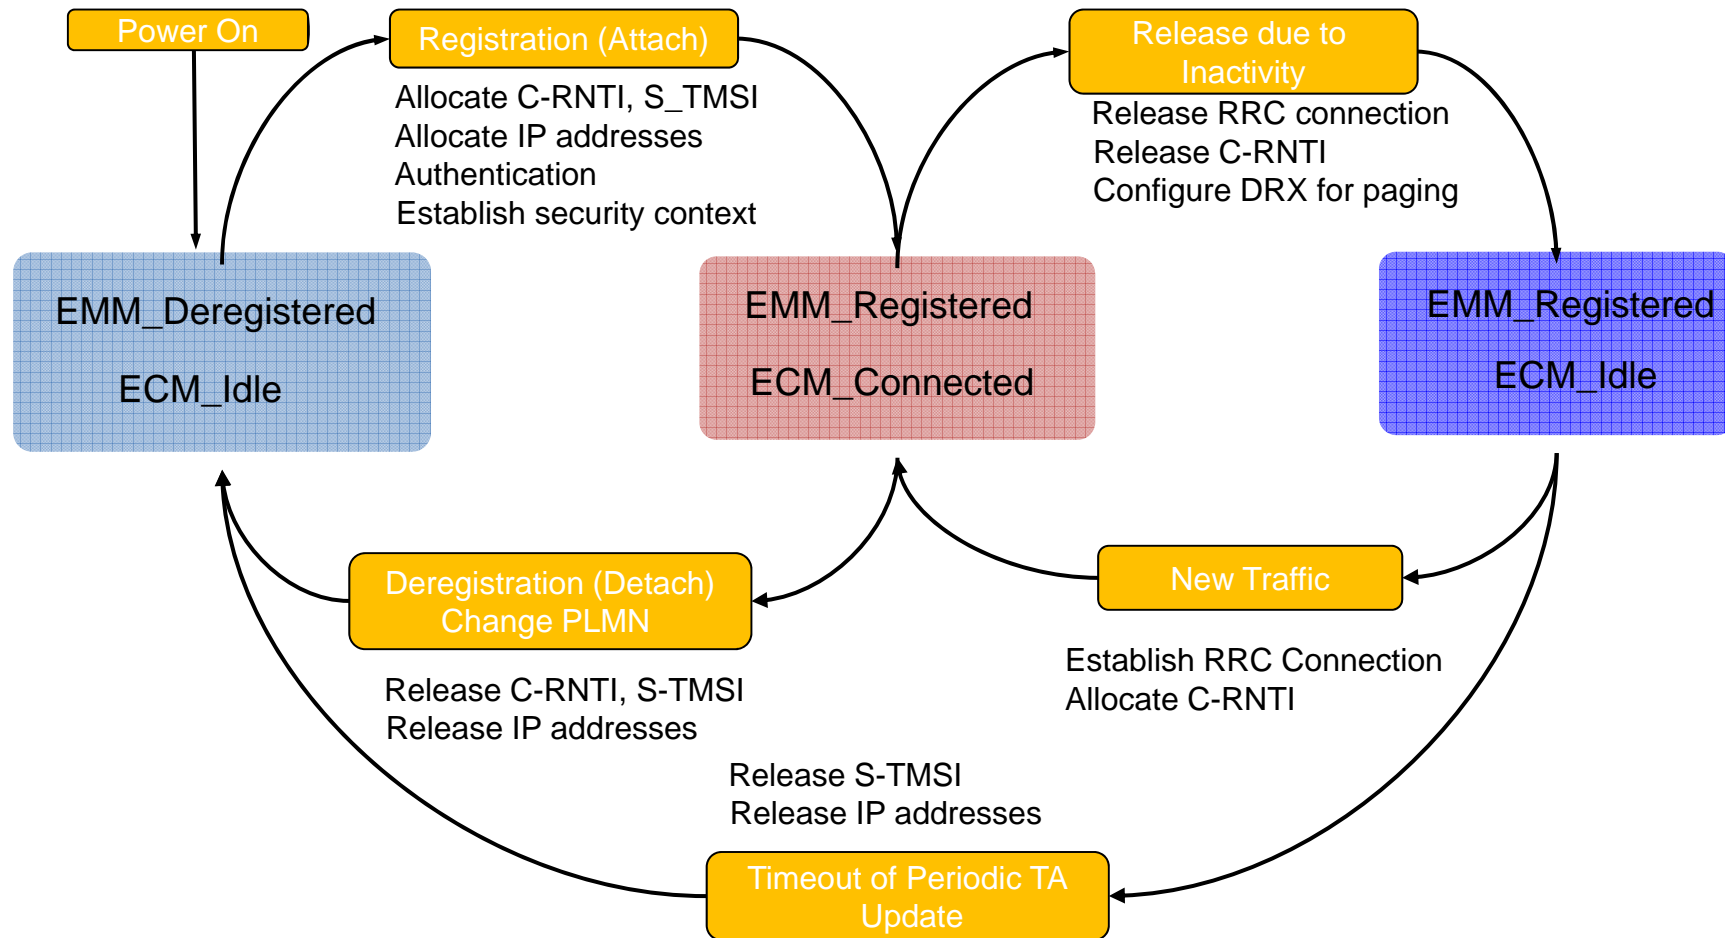 Power On
Registration (Attach)
Allocate C-RNTI, S_TMSI
Allocate IP addresses
Authentication
Establish security context
Release due to
Inactivity
Release RRC connection
Release C-RNTI
Configure DRX for paging
EMM_Deregistered
ECM_Idle
EMM_Registered
ECM_Connected
EMM_Registered
ECM_Idle
Deregistration (Detach)
Change PLMN
Release C-RNTI, S-TMSI
Release IP addresses
New Traffic
Establish RRC Connection
Allocate C-RNTI
Release S-TMSI
Release IP addresses
Timeout of Periodic TA
Update